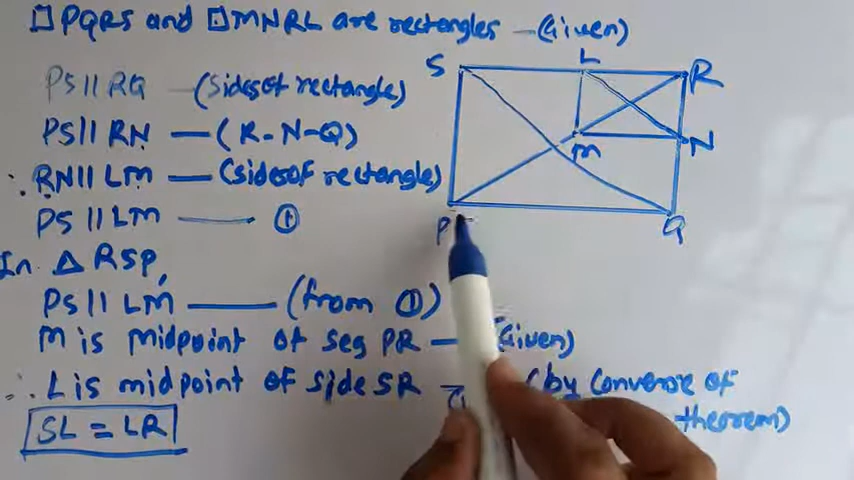 □PQRS and □MNRL are rectangles —(Given)
PS || RQ —(sides of rectangle)
PS || RN —(R-N-Q)
∴ RN || LM —(sides of rectangle)
PS || LM — ①
In △ RSP,
PS || LM —(from ①)
M is midpoint of seg PR —(Given)
∴ L is midpoint of side SR — (by converse of
theorem)
SL = LR
S L R
M N
P Q